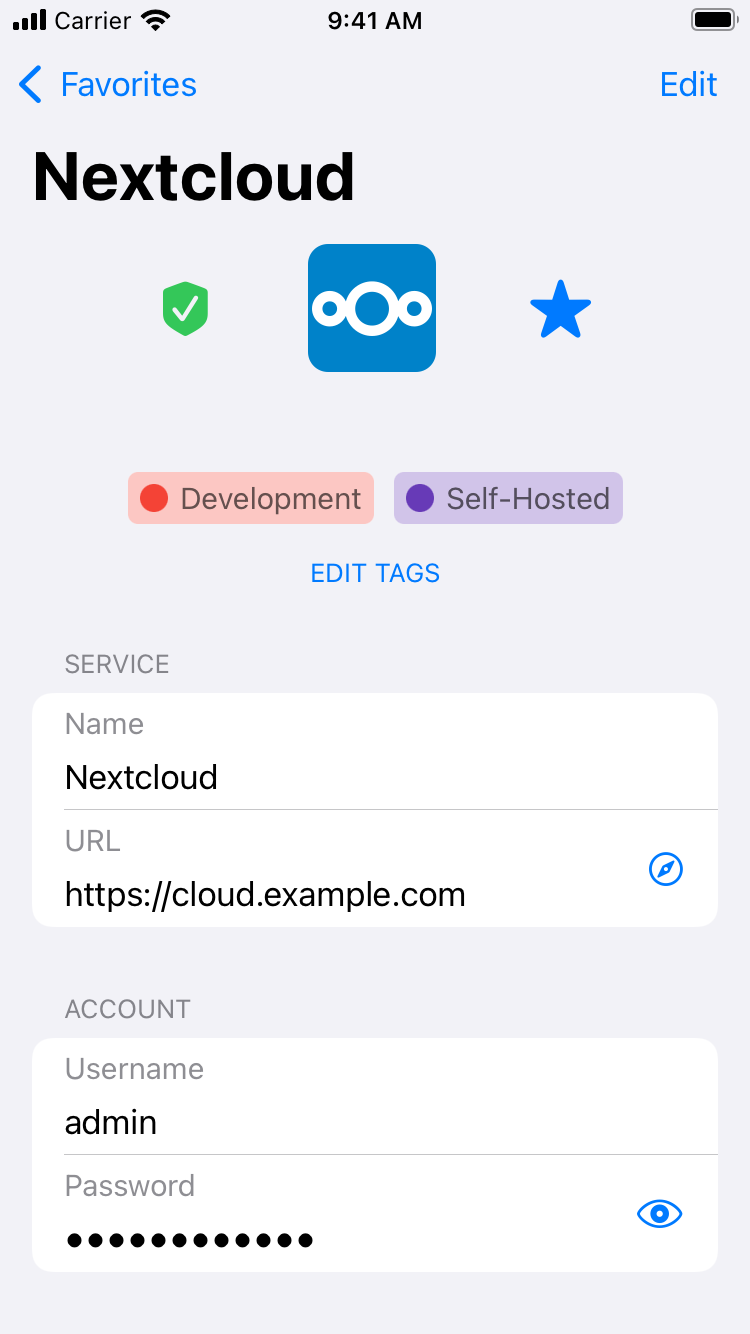 Carrier 9:41 AM
Favorites Edit
Nextcloud
Development Self-Hosted
EDIT TAGS
SERVICE
Name
Nextcloud
URL
https://cloud.example.com
ACCOUNT
Username
admin
Password
●●●●●●●●●●●●